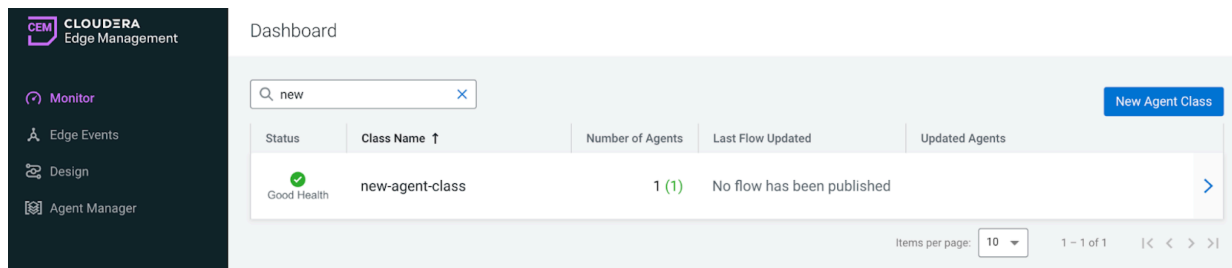 CEM CLOUDERA
Edge Management
Dashboard
Monitor
Edge Events
Design
Agent Manager
new
New Agent Class
Status Class Name Number of Agents Last Flow Updated Updated Agents
Good Health new-agent-class 1 (1) No flow has been published
Items per page: 10 1 – 1 of 1